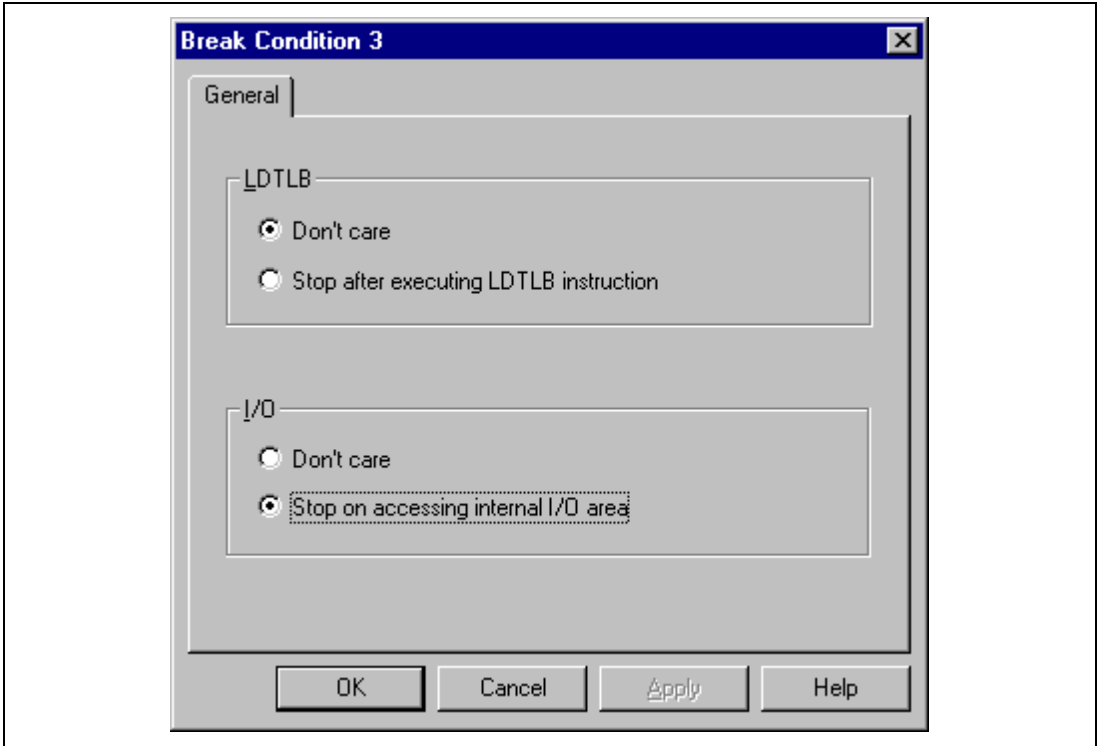 Break Condition 3
General
LDTLB
Don't care
Stop after executing LDTLB instruction
I/O
Don't care
Stop on accessing internal I/O area
OK Cancel Apply Help